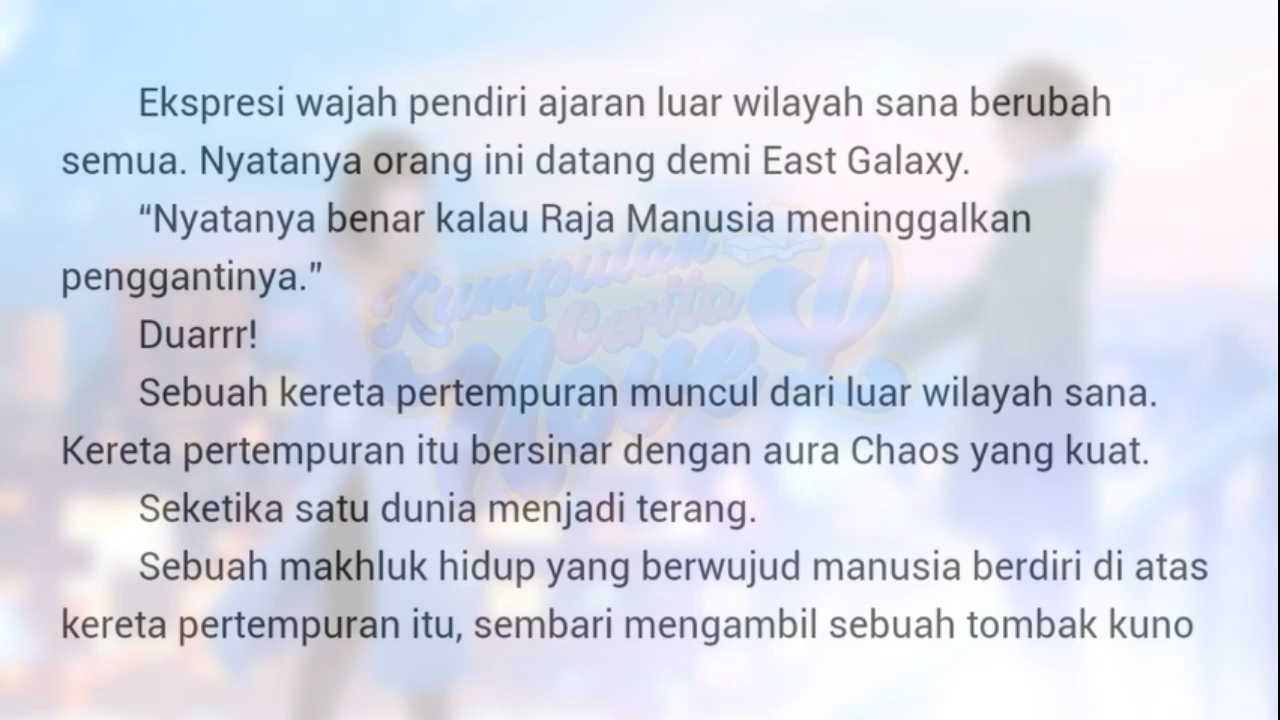 Ekspresi wajah pendiri ajaran luar wilayah sana berubah
semua. Nyatanya orang ini datang demi East Galaxy.
“Nyatanya benar kalau Raja Manusia meninggalkan
penggantinya.”
Duarrr!
Sebuah kereta pertempuran muncul dari luar wilayah sana.
Kereta pertempuran itu bersinar dengan aura Chaos yang kuat.
Seketika satu dunia menjadi terang.
Sebuah makhluk hidup yang berwujud manusia berdiri di atas
kereta pertempuran itu, sembari mengambil sebuah tombak kuno
Kumpulan
Cerita
Novel